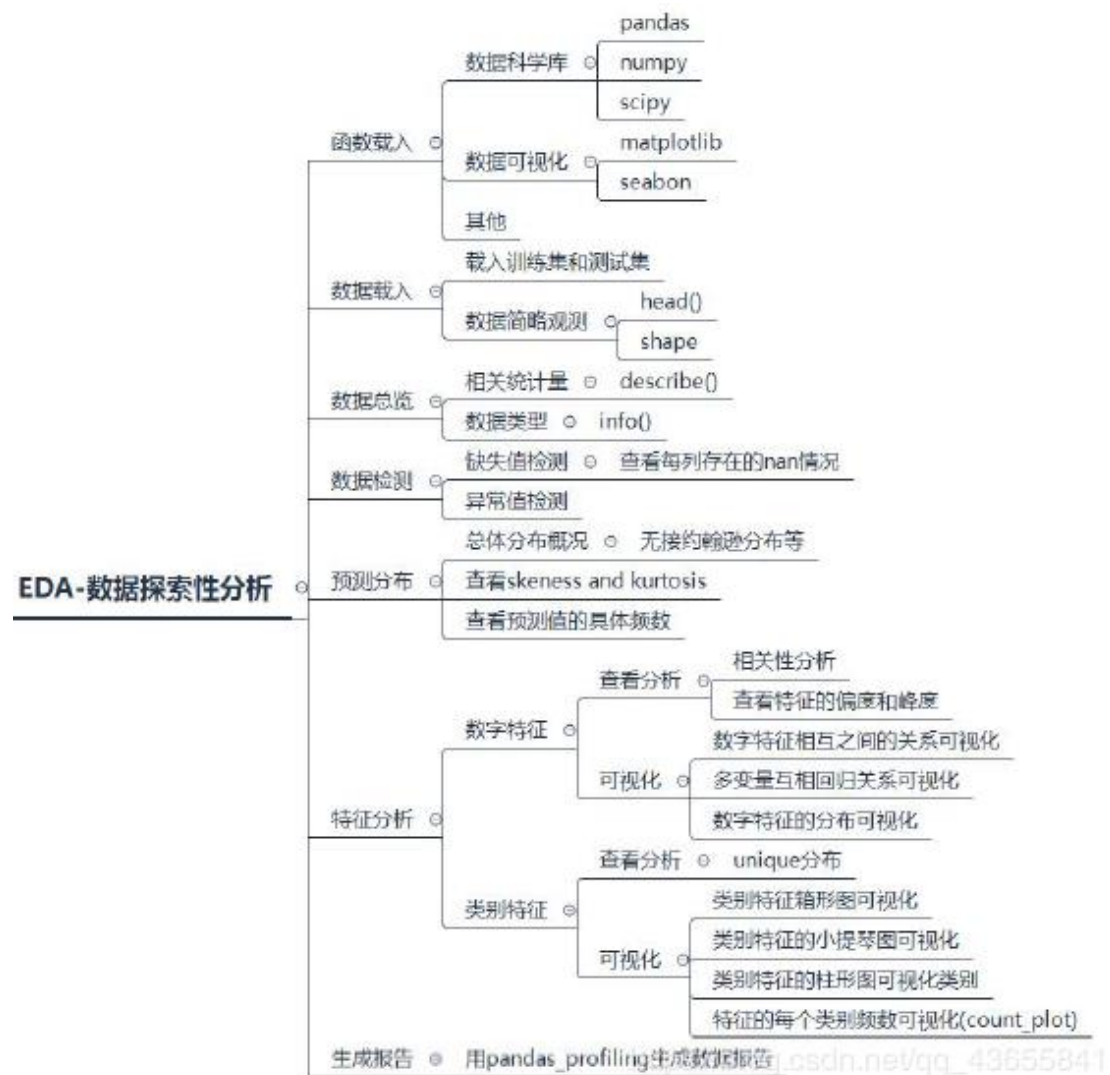 pandas
数据科学库
numpy
scipy
函数载入
matplotlib
数据可视化
seabon
其他
载入训练集和测试集
数据载入
head()
数据简略观测
shape
相关统计量
describe()
数据总览
数据类型
info()
缺失值检测
查看每列存在的nan情况
数据检测
异常值检测
总体分布概况
无接约翰逊分布等
EDA-数据探索性分析
预测分布
查看skeness and kurtosis
查看预测值的具体频数
相关性分析
查看分析
查看特征的偏度和峰度
数字特征
数字特征相互之间的关系可视化
可视化
多变量互相回归关系可视化
数字特征的分布可视化
特征分析
查看分析
unique分布
类别特征箱形图可视化
类别特征
类别特征的小提琴图可视化
可视化
类别特征的柱形图可视化类别
特征的每个类别频数可视化(count_plot)
生成报告
用pandas_profiling生成数据报告
g.csdn.net/qq_43655841